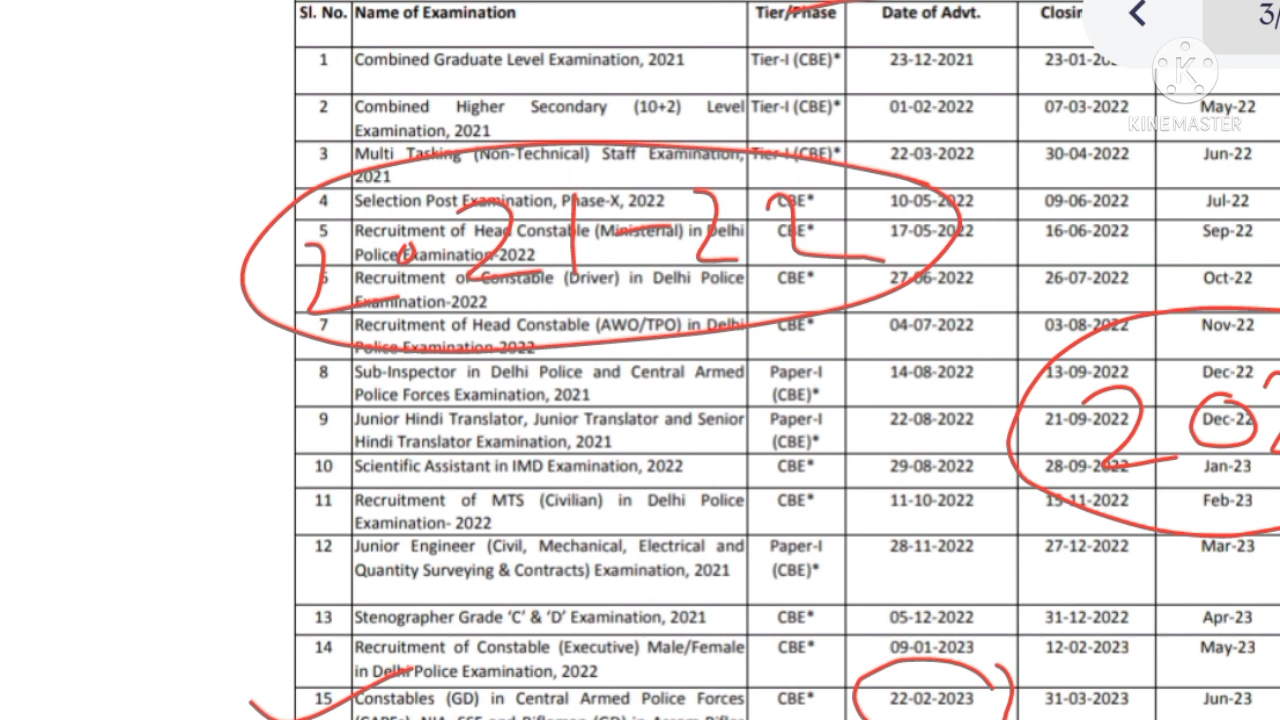 Sl. No. Name of Examination Tier/Phase Date of Advt. 3/
1 Combined Graduate Level Examination, 2021 Tier-I (CBE)* 23-12-2021
2 Combined Higher Secondary (10+2) Level Tier-I (CBE)* 01-02-2022 07-03-2022 May-22
Examination, 2021
KINEMASTER
3 Multi Tasking (Non-Technical) Staff Examination, Tier-I (CBE)* 22-03-2022 30-04-2022 Jun-22
2021
4 Selection Post Examination, Phase-X, 2022 CBE* 10-05-2022 09-06-2022 Jul-22
5 Recruitment of Head Constable (Ministerial) in Delhi CBE* 17-05-2022 16-06-2022 Sep-22
Police Examination-2022
21-22
6 Recruitment of Constable (Driver) in Delhi Police CBE* 27-06-2022 26-07-2022 Oct-22
Examination-2022
7 Recruitment of Head Constable (AWO/TPO) in Delhi CBE* 04-07-2022 03-08-2022 Nov-22
Police Examination-2022
8 Sub-Inspector in Delhi Police and Central Armed Paper-I 14-08-2022 13-09-2022 Dec-22
Police Forces Examination, 2021 (CBE)*
9 Junior Hindi Translator, Junior Translator and Senior Paper-I 22-08-2022 21-09-2022 Dec-22
Hindi Translator Examination, 2021 (CBE)*
10 Scientific Assistant in IMD Examination, 2022 CBE* 29-08-2022 28-09-2022 Jan-23
11 Recruitment of MTS (Civilian) in Delhi Police CBE* 11-10-2022 15-11-2022 Feb-23
Examination- 2022
12 Junior Engineer (Civil, Mechanical, Electrical and Paper-I 28-11-2022 27-12-2022 Mar-23
Quantity Surveying & Contracts) Examination, 2021 (CBE)*
13 Stenographer Grade ‘C’ & ‘D’ Examination, 2021 CBE* 05-12-2022 31-12-2022 Apr-23
14 Recruitment of Constable (Executive) Male/Female CBE* 09-01-2023 12-02-2023 May-23
in Delhi Police Examination, 2022
15 Constables (GD) in Central Armed Police Forces CBE* 22-02-2023 31-03-2023 Jun-23